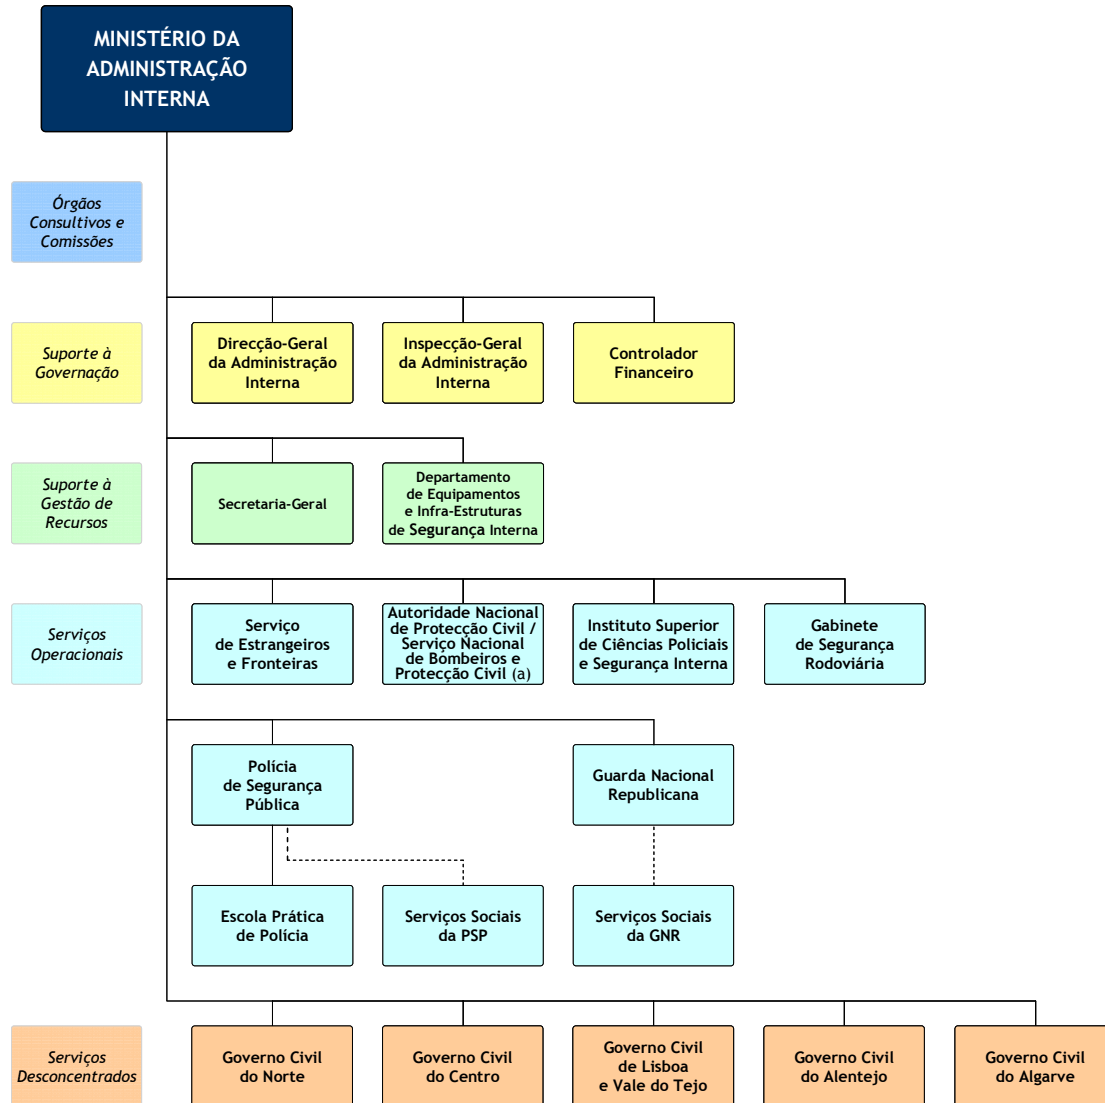 MINISTÉRIO DA
ADMINISTRAÇÃO
INTERNA
Órgãos
Consultivos e
Comissões
Suporte à
Governação
Direcção-Geral
da Administração
Interna
Inspecção-Geral
da Administração
Interna
Controlador
Financeiro
Suporte à
Gestão de
Recursos
Secretaria-Geral
Departamento
de Equipamentos
e Infra-Estruturas
de Segurança Interna
Serviços
Operacionais
Serviço
de Estrangeiros
e Fronteiras
Autoridade Nacional
de Protecção Civil /
Serviço Nacional
de Bombeiros e
Protecção Civil (a)
Instituto Superior
de Ciências Policiais
e Segurança Interna
Gabinete
de Segurança
Rodoviária
Polícia
de Segurança
Pública
Guarda Nacional
Republicana
Escola Prática
de Polícia
Serviços Sociais
da PSP
Serviços Sociais
da GNR
Serviços
Desconcentrados
Governo Civil
do Norte
Governo Civil
do Centro
Governo Civil
de Lisboa
e Vale do Tejo
Governo Civil
do Alentejo
Governo Civil
do Algarve